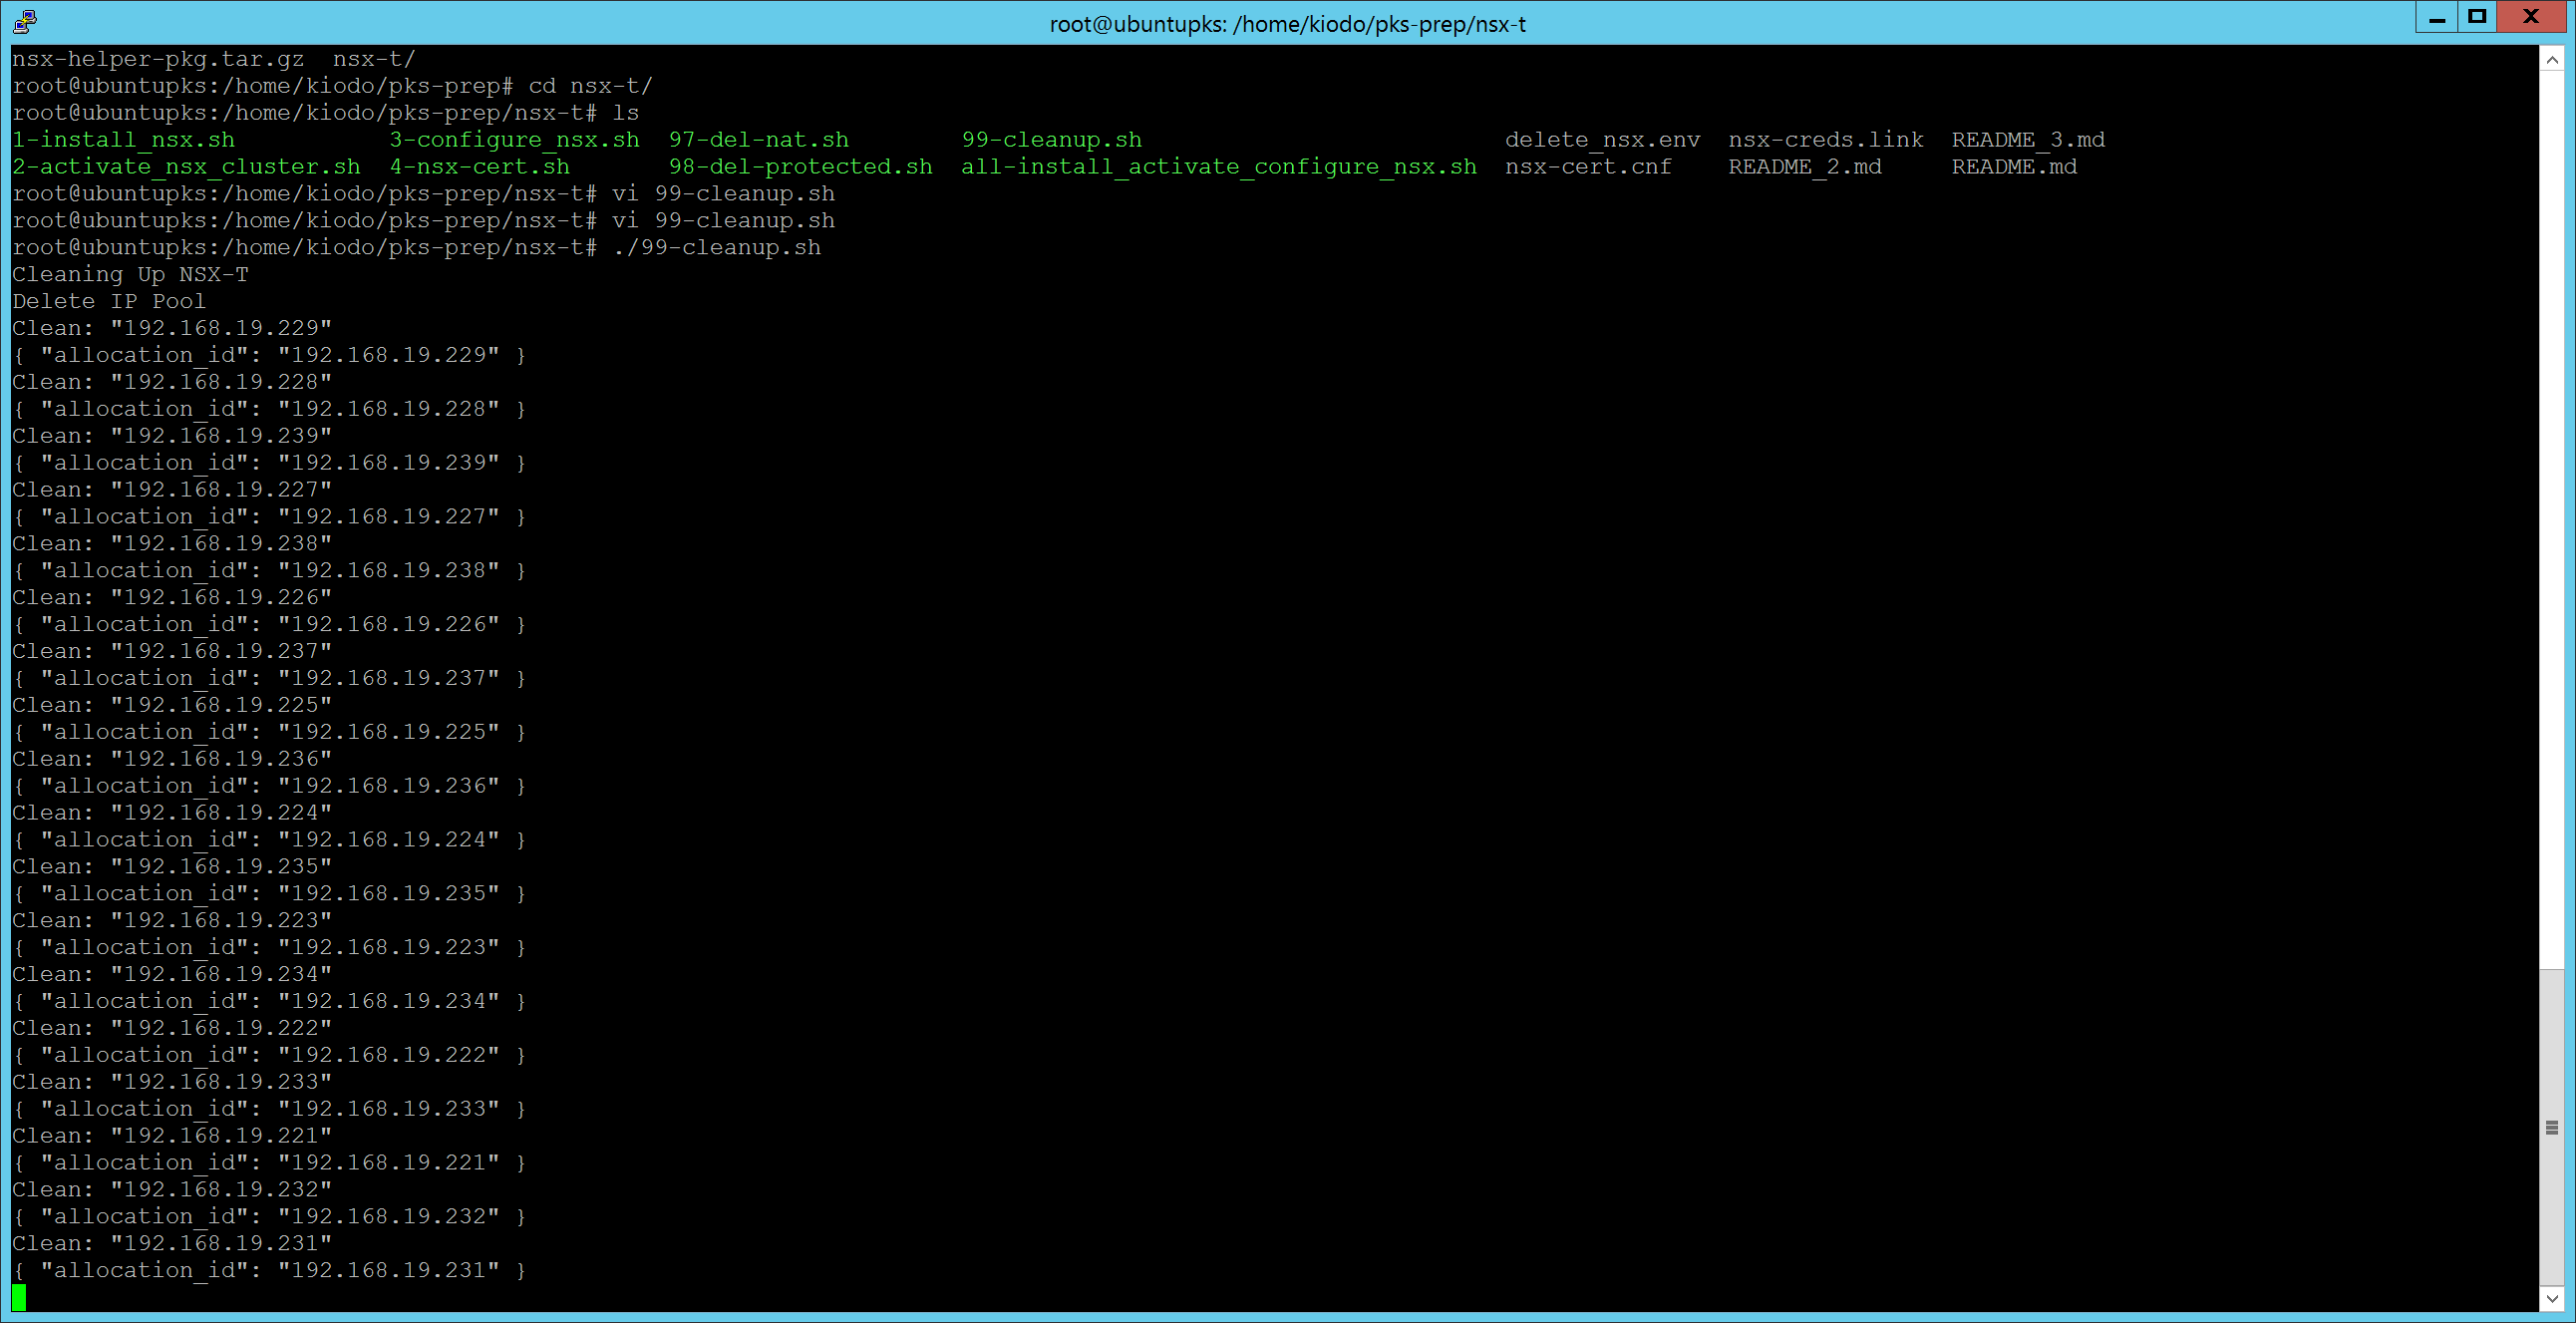 root@ubuntupks: /home/kiodo/pks-prep/nsx-t
nsx-helper-pkg.tar.gz  nsx-t/
root@ubuntupks:/home/kiodo/pks-prep# cd nsx-t/
root@ubuntupks:/home/kiodo/pks-prep/nsx-t# ls
1-install_nsx.sh           3-configure_nsx.sh  97-del-nat.sh        99-cleanup.sh                          delete_nsx.env  nsx-creds.link  README_3.md
2-activate_nsx_cluster.sh  4-nsx-cert.sh       98-del-protected.sh  all-install_activate_configure_nsx.sh  nsx-cert.cnf    README_2.md     README.md
root@ubuntupks:/home/kiodo/pks-prep/nsx-t# vi 99-cleanup.sh
root@ubuntupks:/home/kiodo/pks-prep/nsx-t# vi 99-cleanup.sh
root@ubuntupks:/home/kiodo/pks-prep/nsx-t# ./99-cleanup.sh
Cleaning Up NSX-T
Delete IP Pool
Clean: "192.168.19.229"
{ "allocation_id": "192.168.19.229" }
Clean: "192.168.19.228"
{ "allocation_id": "192.168.19.228" }
Clean: "192.168.19.239"
{ "allocation_id": "192.168.19.239" }
Clean: "192.168.19.227"
{ "allocation_id": "192.168.19.227" }
Clean: "192.168.19.238"
{ "allocation_id": "192.168.19.238" }
Clean: "192.168.19.226"
{ "allocation_id": "192.168.19.226" }
Clean: "192.168.19.237"
{ "allocation_id": "192.168.19.237" }
Clean: "192.168.19.225"
{ "allocation_id": "192.168.19.225" }
Clean: "192.168.19.236"
{ "allocation_id": "192.168.19.236" }
Clean: "192.168.19.224"
{ "allocation_id": "192.168.19.224" }
Clean: "192.168.19.235"
{ "allocation_id": "192.168.19.235" }
Clean: "192.168.19.223"
{ "allocation_id": "192.168.19.223" }
Clean: "192.168.19.234"
{ "allocation_id": "192.168.19.234" }
Clean: "192.168.19.222"
{ "allocation_id": "192.168.19.222" }
Clean: "192.168.19.233"
{ "allocation_id": "192.168.19.233" }
Clean: "192.168.19.221"
{ "allocation_id": "192.168.19.221" }
Clean: "192.168.19.232"
{ "allocation_id": "192.168.19.232" }
Clean: "192.168.19.231"
{ "allocation_id": "192.168.19.231" }